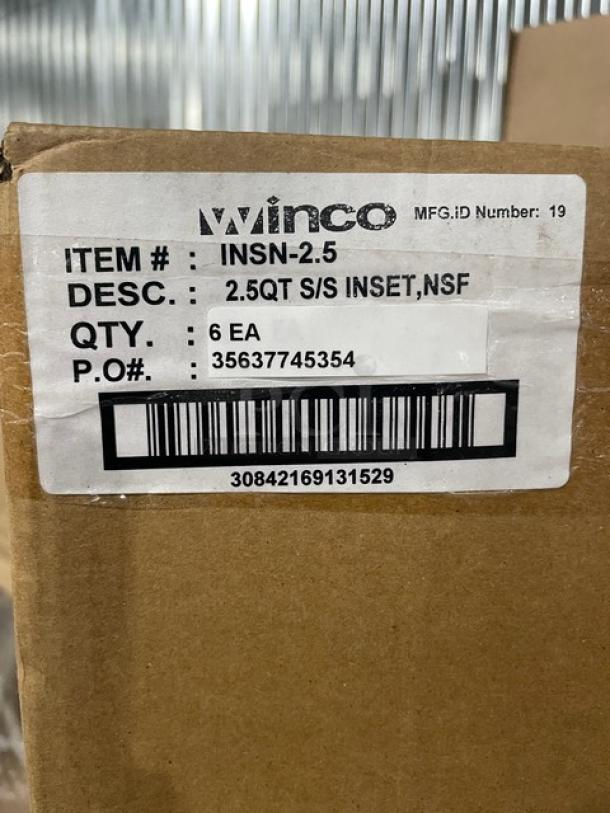 Winco MFG.ID Number: 19
ITEM # : INSN-2.5
DESC. : 2.5QT S/S INSET,NSF
QTY. : 6 EA
P.O#. : 35637745354
30842169131529